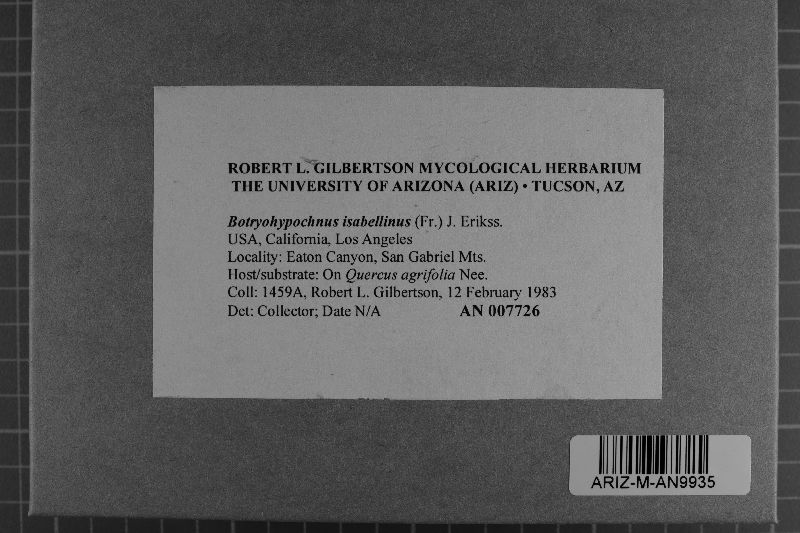 ROBERT L. GILBERTSON MYCOLOGICAL HERBARIUM
THE UNIVERSITY OF ARIZONA (ARIZ) • TUCSON, AZ
Botryohypochnus isabellinus (Fr.) J. Erikss.
USA, California, Los Angeles
Locality: Eaton Canyon, San Gabriel Mts.
Host/substrate: On Quercus agrifolia Nee.
Coll: 1459A, Robert L. Gilbertson, 12 February 1983
Det: Collector; Date N/A AN 007726
ARIZ-M-AN9935